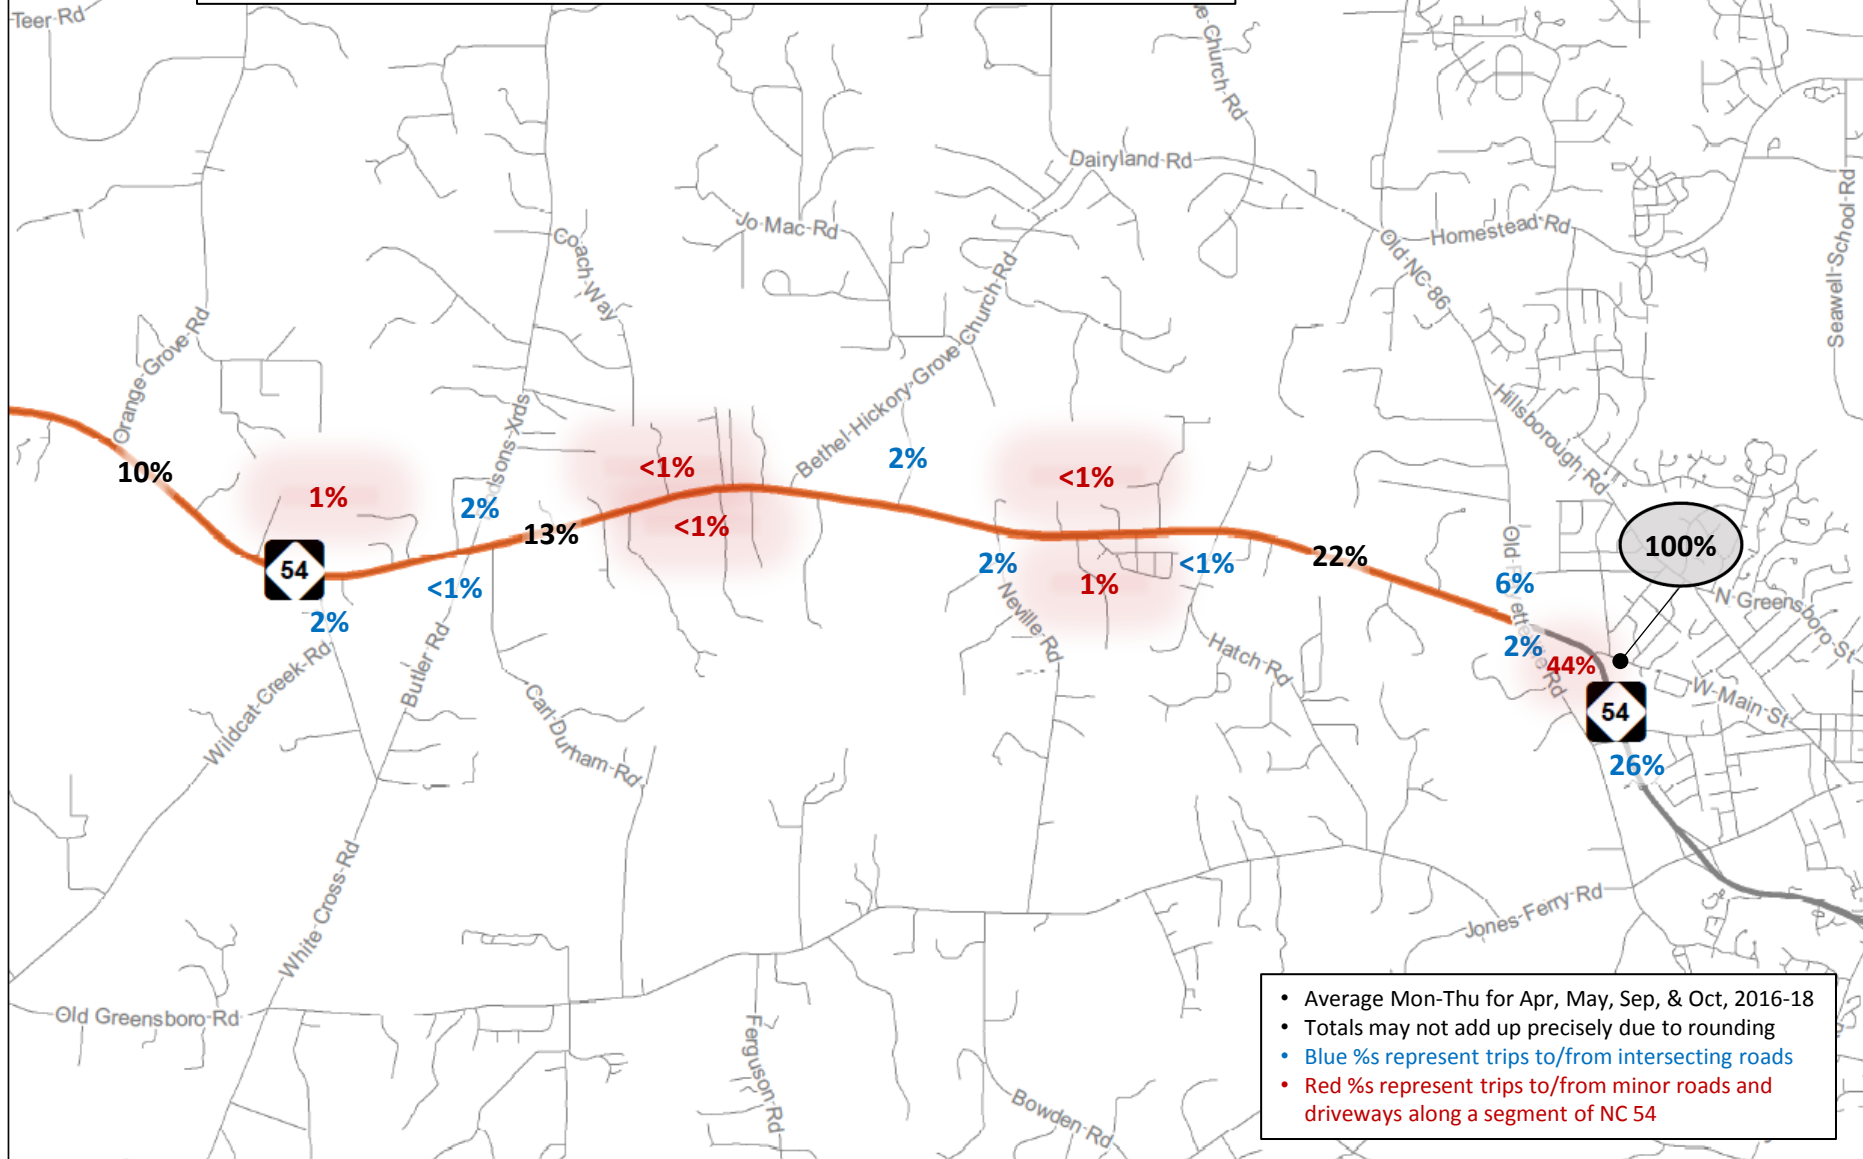 Teer Rd
Church Rd
Dairyland Rd
Seawell School Rd
Jo Mac Rd
Homestead Rd
Coach Way
Old NC 86
Orange Grove Rd
Bethel-Hickory-Grove Church Rd
Hillsborough Rd
10%
1%
2%
<1%
<1%
13%
2%
<1%
54
<1%
2%
2%
<1%
1%
22%
100%
6%
2%
44%
54
26%
N Greensboro St
W Main St
Neville Rd
Hatch Rd
Wildcat Creek Rd
Butler Rd
Carl Durham Rd
White Cross Rd
Jones Ferry Rd
Old Greensboro Rd
Ferguson Rd
Bowden Rd
• Average Mon-Thu for Apr, May, Sep, & Oct, 2016-18
• Totals may not add up precisely due to rounding
• Blue %s represent trips to/from intersecting roads
• Red %s represent trips to/from minor roads and
driveways along a segment of NC 54